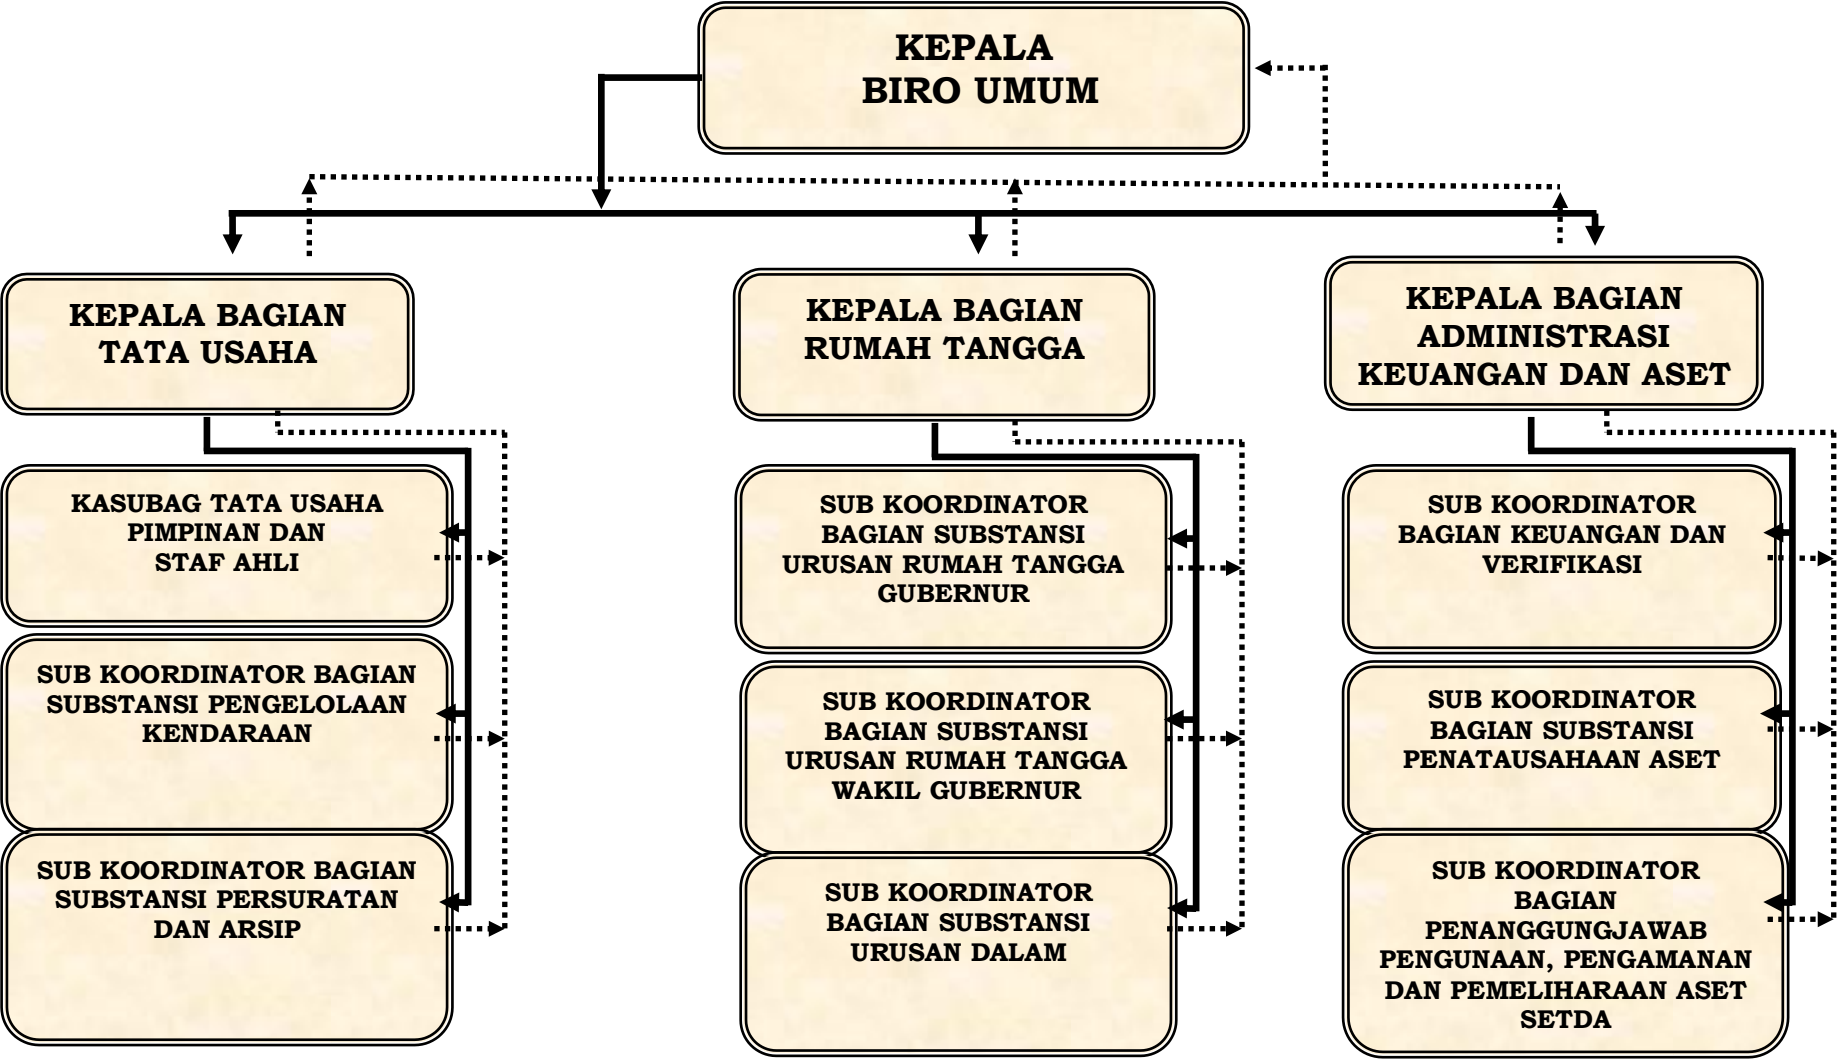 KEPALA
BIRO UMUM
KEPALA BAGIAN
TATA USAHA
KEPALA BAGIAN
RUMAH TANGGA
KEPALA BAGIAN
ADMINISTRASI
KEUANGAN DAN ASET
KASUBAG TATA USAHA
PIMPINAN DAN
STAF AHLI
SUB KOORDINATOR BAGIAN
SUBSTANSI PENGELOLAAN
KENDARAAN
SUB KOORDINATOR BAGIAN
SUBSTANSI PERSURATAN
DAN ARSIP
SUB KOORDINATOR
BAGIAN SUBSTANSI
URUSAN RUMAH TANGGA
GUBERNUR
SUB KOORDINATOR
BAGIAN SUBSTANSI
URUSAN RUMAH TANGGA
WAKIL GUBERNUR
SUB KOORDINATOR
BAGIAN SUBSTANSI
URUSAN DALAM
SUB KOORDINATOR
BAGIAN KEUANGAN DAN
VERIFIKASI
SUB KOORDINATOR
BAGIAN SUBSTANSI
PENATAUSAHAAN ASET
SUB KOORDINATOR
BAGIAN
PENANGGUNGJAWAB
PENGUNAAN, PENGAMANAN
DAN PEMELIHARAAN ASET
SETDA